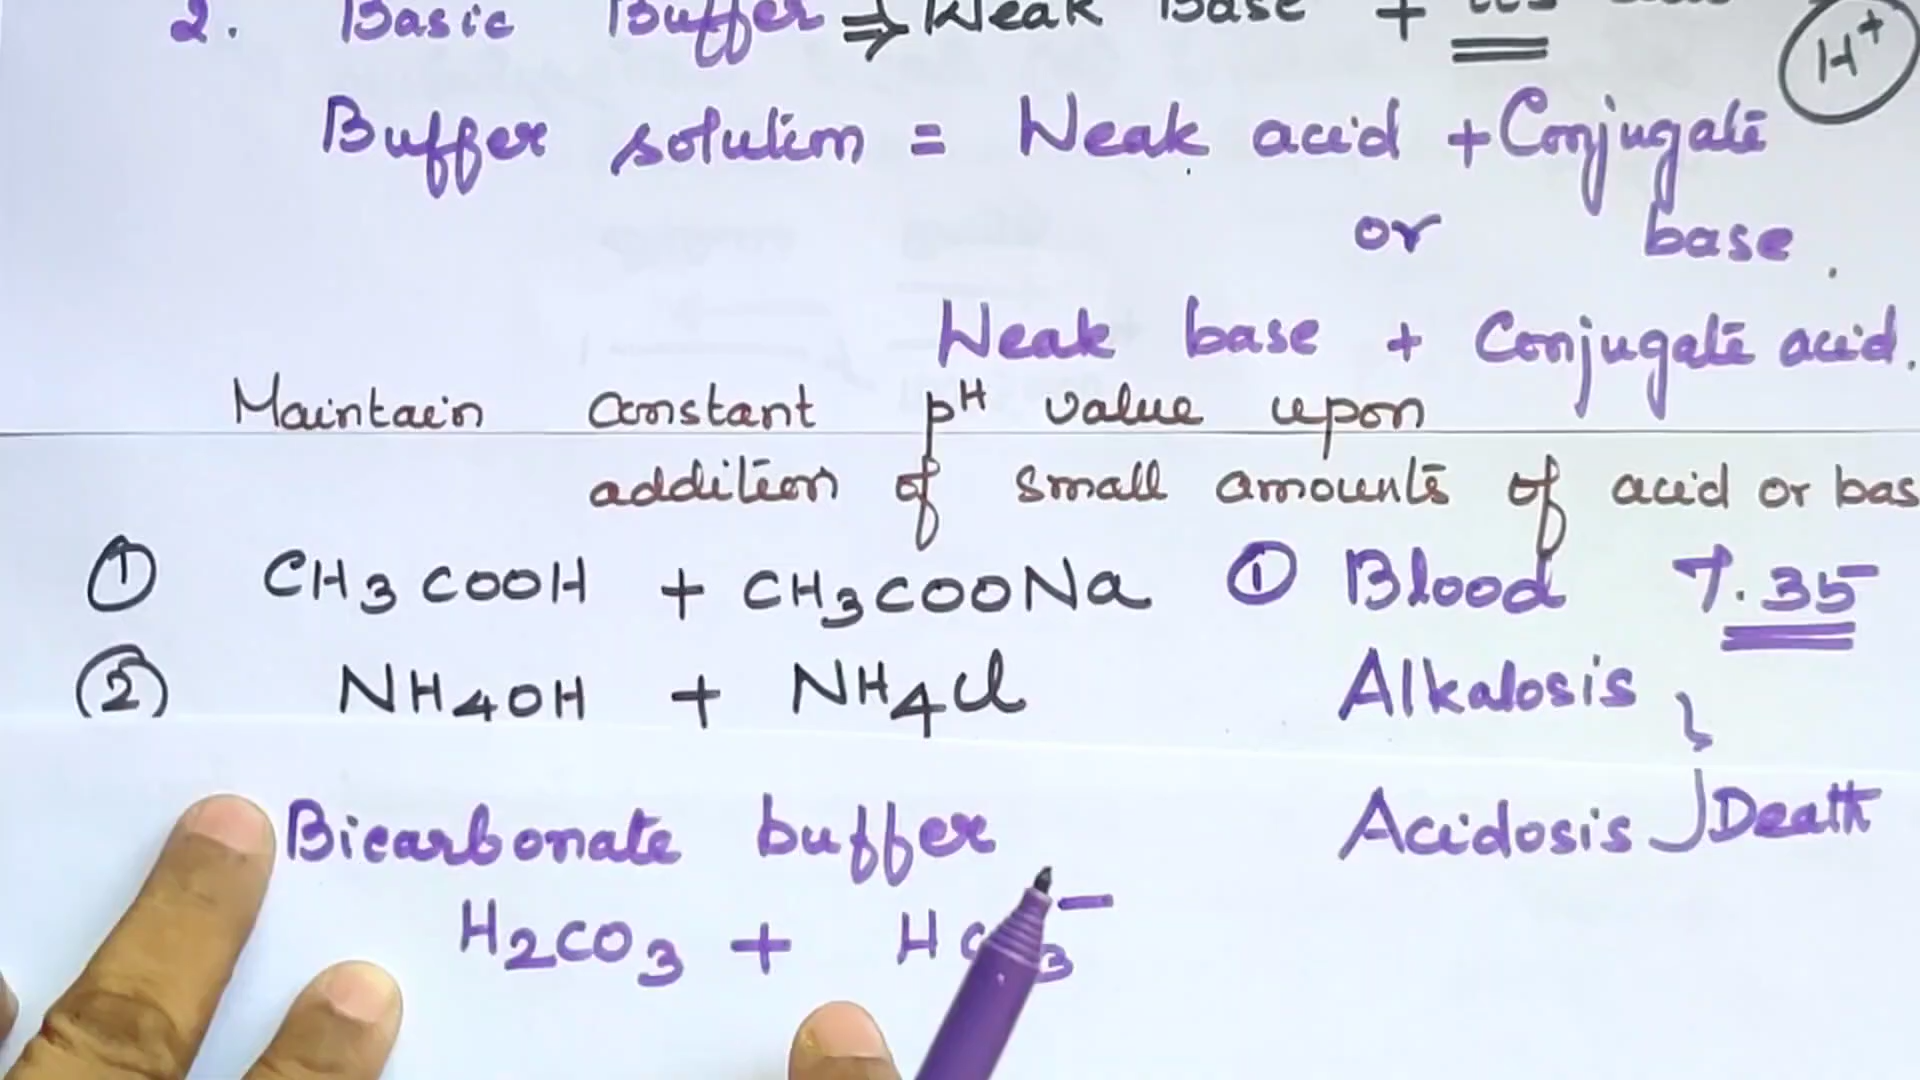 2. Basic Buffer ⇒ Weak Base +
H+
Buffer solution = Weak acid + Conjugate
or base.
Weak base + Conjugate acid.
Maintain constant pH value upon
addition of small amounts of acid or bas
① CH3COOH + CH3COONa
② NH4OH + NH4Cl
① Blood 7.35
Alkalosis
Acidosis } Death
Bicarbonate buffer
H2CO3 + HC 3-